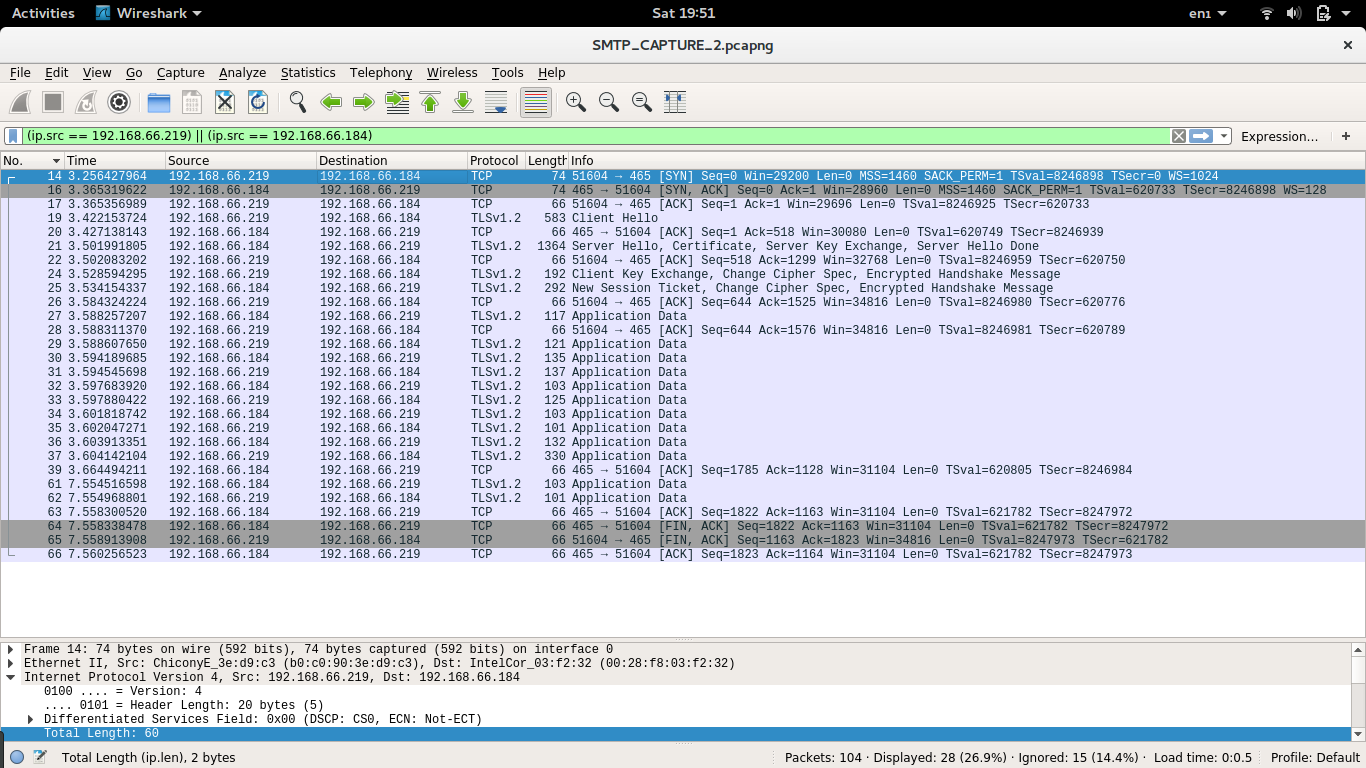 Activities Wireshark Sat 19:51 en1
SMTP_CAPTURE_2.pcapng ×
File Edit View Go Capture Analyze Statistics Telephony Wireless Tools Help
(ip.src == 192.168.66.219) || (ip.src == 192.168.66.184) Expression… +
No. Time Source Destination Protocol Length Info
14 3.256427964 192.168.66.219 192.168.66.184 TCP 74 51604 → 465 [SYN] Seq=0 Win=29200 Len=0 MSS=1460 SACK_PERM=1 TSval=8246898 TSecr=0 WS=1024
16 3.365319622 192.168.66.184 192.168.66.219 TCP 74 465 → 51604 [SYN, ACK] Seq=0 Ack=1 Win=28960 Len=0 MSS=1460 SACK_PERM=1 TSval=620733 TSecr=8246898 WS=128
17 3.365356989 192.168.66.219 192.168.66.184 TCP 66 51604 → 465 [ACK] Seq=1 Ack=1 Win=29696 Len=0 TSval=8246925 TSecr=620733
19 3.422153724 192.168.66.219 192.168.66.184 TLSv1.2 583 Client Hello
20 3.427138143 192.168.66.184 192.168.66.219 TCP 66 465 → 51604 [ACK] Seq=1 Ack=518 Win=30080 Len=0 TSval=620749 TSecr=8246939
21 3.501991805 192.168.66.184 192.168.66.219 TLSv1.2 1364 Server Hello, Certificate, Server Key Exchange, Server Hello Done
22 3.502083202 192.168.66.219 192.168.66.184 TCP 66 51604 → 465 [ACK] Seq=518 Ack=1299 Win=32768 Len=0 TSval=8246959 TSecr=620750
24 3.528594295 192.168.66.219 192.168.66.184 TLSv1.2 192 Client Key Exchange, Change Cipher Spec, Encrypted Handshake Message
25 3.534154337 192.168.66.184 192.168.66.219 TLSv1.2 292 New Session Ticket, Change Cipher Spec, Encrypted Handshake Message
26 3.584324224 192.168.66.219 192.168.66.184 TCP 66 51604 → 465 [ACK] Seq=644 Ack=1525 Win=34816 Len=0 TSval=8246980 TSecr=620776
27 3.588257207 192.168.66.184 192.168.66.219 TLSv1.2 117 Application Data
28 3.588311370 192.168.66.219 192.168.66.184 TCP 66 51604 → 465 [ACK] Seq=644 Ack=1576 Win=34816 Len=0 TSval=8246981 TSecr=620789
29 3.588607650 192.168.66.219 192.168.66.184 TLSv1.2 121 Application Data
30 3.594189685 192.168.66.184 192.168.66.219 TLSv1.2 135 Application Data
31 3.594545698 192.168.66.219 192.168.66.184 TLSv1.2 137 Application Data
32 3.597683920 192.168.66.184 192.168.66.219 TLSv1.2 103 Application Data
33 3.597880422 192.168.66.219 192.168.66.184 TLSv1.2 125 Application Data
34 3.601818742 192.168.66.184 192.168.66.219 TLSv1.2 103 Application Data
35 3.602047271 192.168.66.219 192.168.66.184 TLSv1.2 101 Application Data
36 3.603913351 192.168.66.184 192.168.66.219 TLSv1.2 132 Application Data
37 3.604142104 192.168.66.219 192.168.66.184 TLSv1.2 330 Application Data
39 3.664494211 192.168.66.184 192.168.66.219 TCP 66 465 → 51604 [ACK] Seq=1785 Ack=1128 Win=31104 Len=0 TSval=620805 TSecr=8246984
61 7.554516598 192.168.66.184 192.168.66.219 TLSv1.2 103 Application Data
62 7.554968801 192.168.66.219 192.168.66.184 TLSv1.2 101 Application Data
63 7.558300520 192.168.66.184 192.168.66.219 TCP 66 465 → 51604 [ACK] Seq=1822 Ack=1163 Win=31104 Len=0 TSval=621782 TSecr=8247972
64 7.558338478 192.168.66.184 192.168.66.219 TCP 66 465 → 51604 [FIN, ACK] Seq=1822 Ack=1163 Win=31104 Len=0 TSval=621782 TSecr=8247972
65 7.558913908 192.168.66.219 192.168.66.184 TCP 66 51604 → 465 [FIN, ACK] Seq=1163 Ack=1823 Win=34816 Len=0 TSval=8247973 TSecr=621782
66 7.560256523 192.168.66.184 192.168.66.219 TCP 66 465 → 51604 [ACK] Seq=1823 Ack=1164 Win=31104 Len=0 TSval=621782 TSecr=8247973
Frame 14: 74 bytes on wire (592 bits), 74 bytes captured (592 bits) on interface 0
Ethernet II, Src: ChiconyE_3e:d9:c3 (b0:c0:90:3e:d9:c3), Dst: IntelCor_03:f2:32 (00:28:f8:03:f2:32)
Internet Protocol Version 4, Src: 192.168.66.219, Dst: 192.168.66.184
0100 .... = Version: 4
.... 0101 = Header Length: 20 bytes (5)
Differentiated Services Field: 0x00 (DSCP: CS0, ECN: Not-ECT)
Total Length: 60
Total Length (ip.len), 2 bytes Packets: 104 · Displayed: 28 (26.9%) · Ignored: 15 (14.4%) · Load time: 0:0.5 Profile: Default